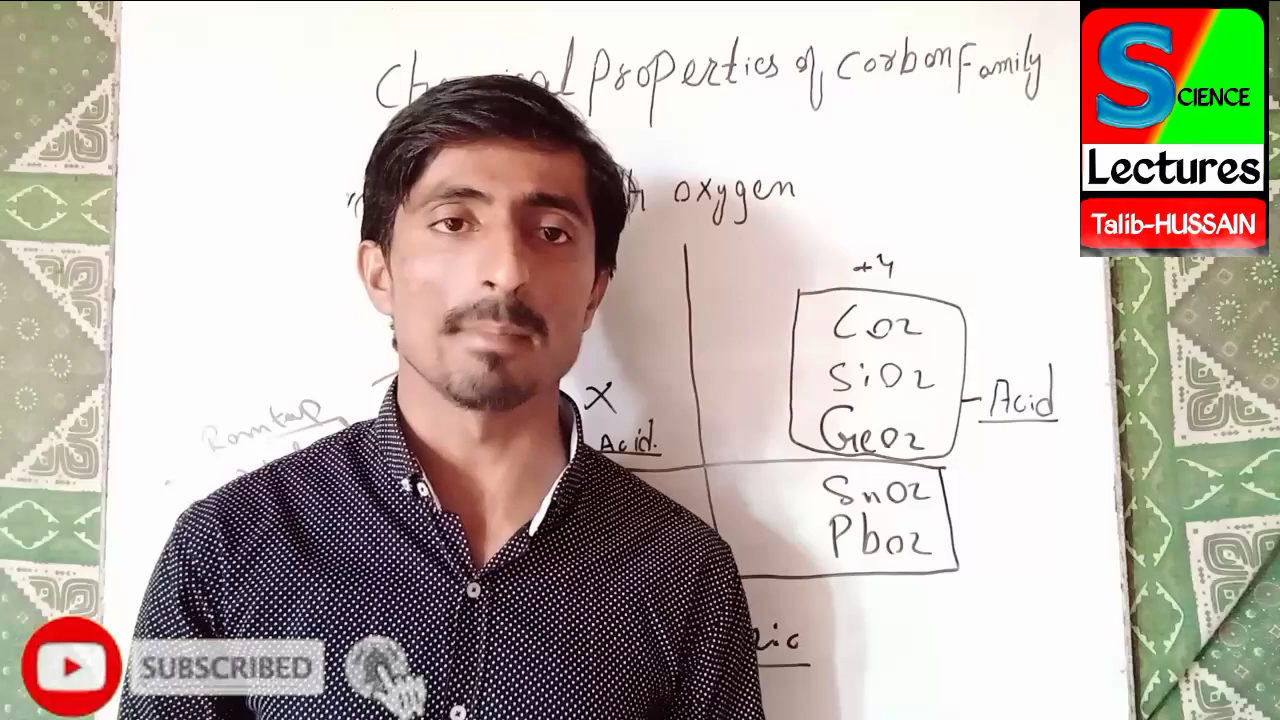 Chemical Properties of Carbon Family
SCIENCE
Lectures
Talib-HUSSAIN
oxygen
+4
CO2
SiO2
GeO2
Acid
X
Acid.
SnO2
PbO2
SUBSCRIBED